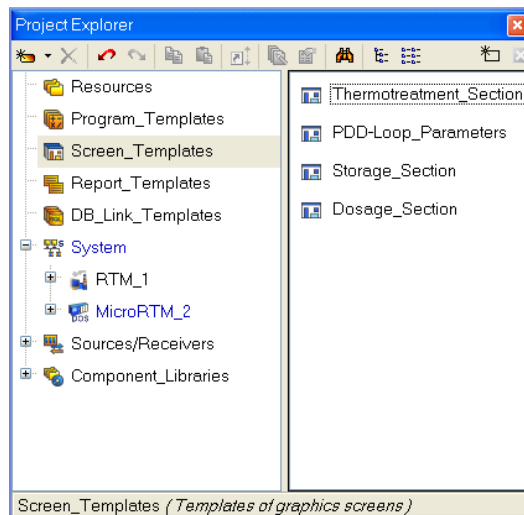 Project Explorer
Resources
Program_Templates
Screen_Templates
Report_Templates
DB_Link_Templates
System
RTM_1
MicroRTM_2
Sources/Receivers
Component_Libraries
Thermotreatment_Section
PDD-Loop_Parameters
Storage_Section
Dosage_Section
Screen_Templates (Templates of graphics screens)